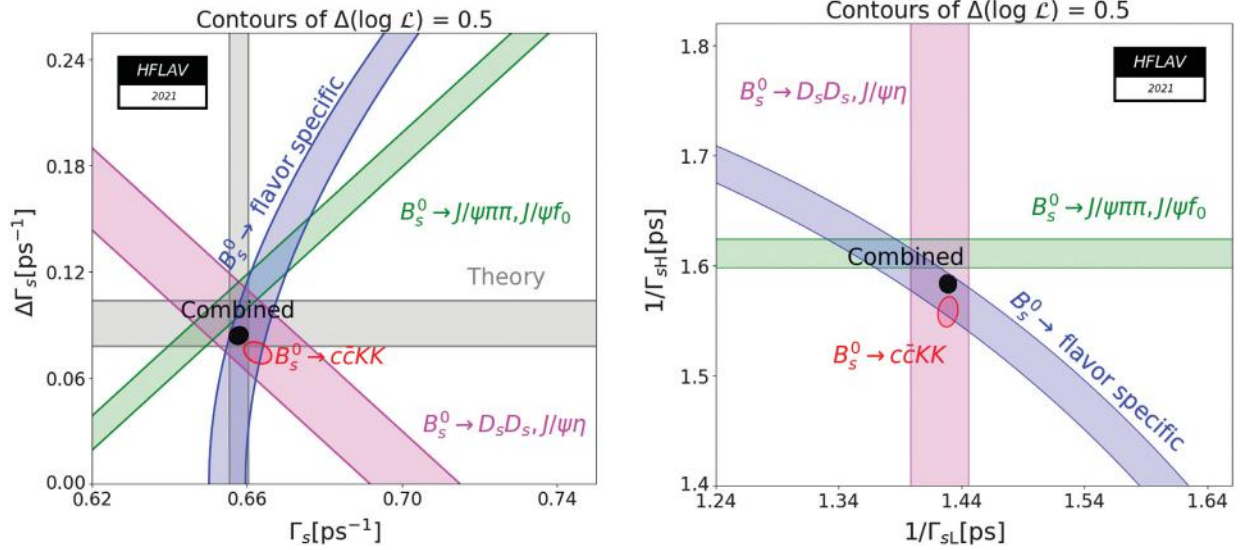 Contours of Δ(log ℒ) = 0.5
HFLAV
2021
0.24
0.18
0.12
0.06
0.00
ΔΓₛ[ps⁻¹]
B⁰ₛ → flavor specific
B⁰ₛ → J/ψππ, J/ψf₀
Theory
Combined
B⁰ₛ → cc̄KK
B⁰ₛ → DₛDₛ, J/ψη
0.62 0.66 0.70 0.74
Γₛ[ps⁻¹]
Contours of Δ(log ℒ) = 0.5
HFLAV
2021
1.8
1.7
1.6
1.5
1.4
1/Γₛₕ[ps]
B⁰ₛ → DₛDₛ, J/ψη
B⁰ₛ → J/ψππ, J/ψf₀
Combined
B⁰ₛ → cc̄KK
B⁰ₛ → flavor specific
1.24 1.34 1.44 1.54 1.64
1/ΓₛL[ps]